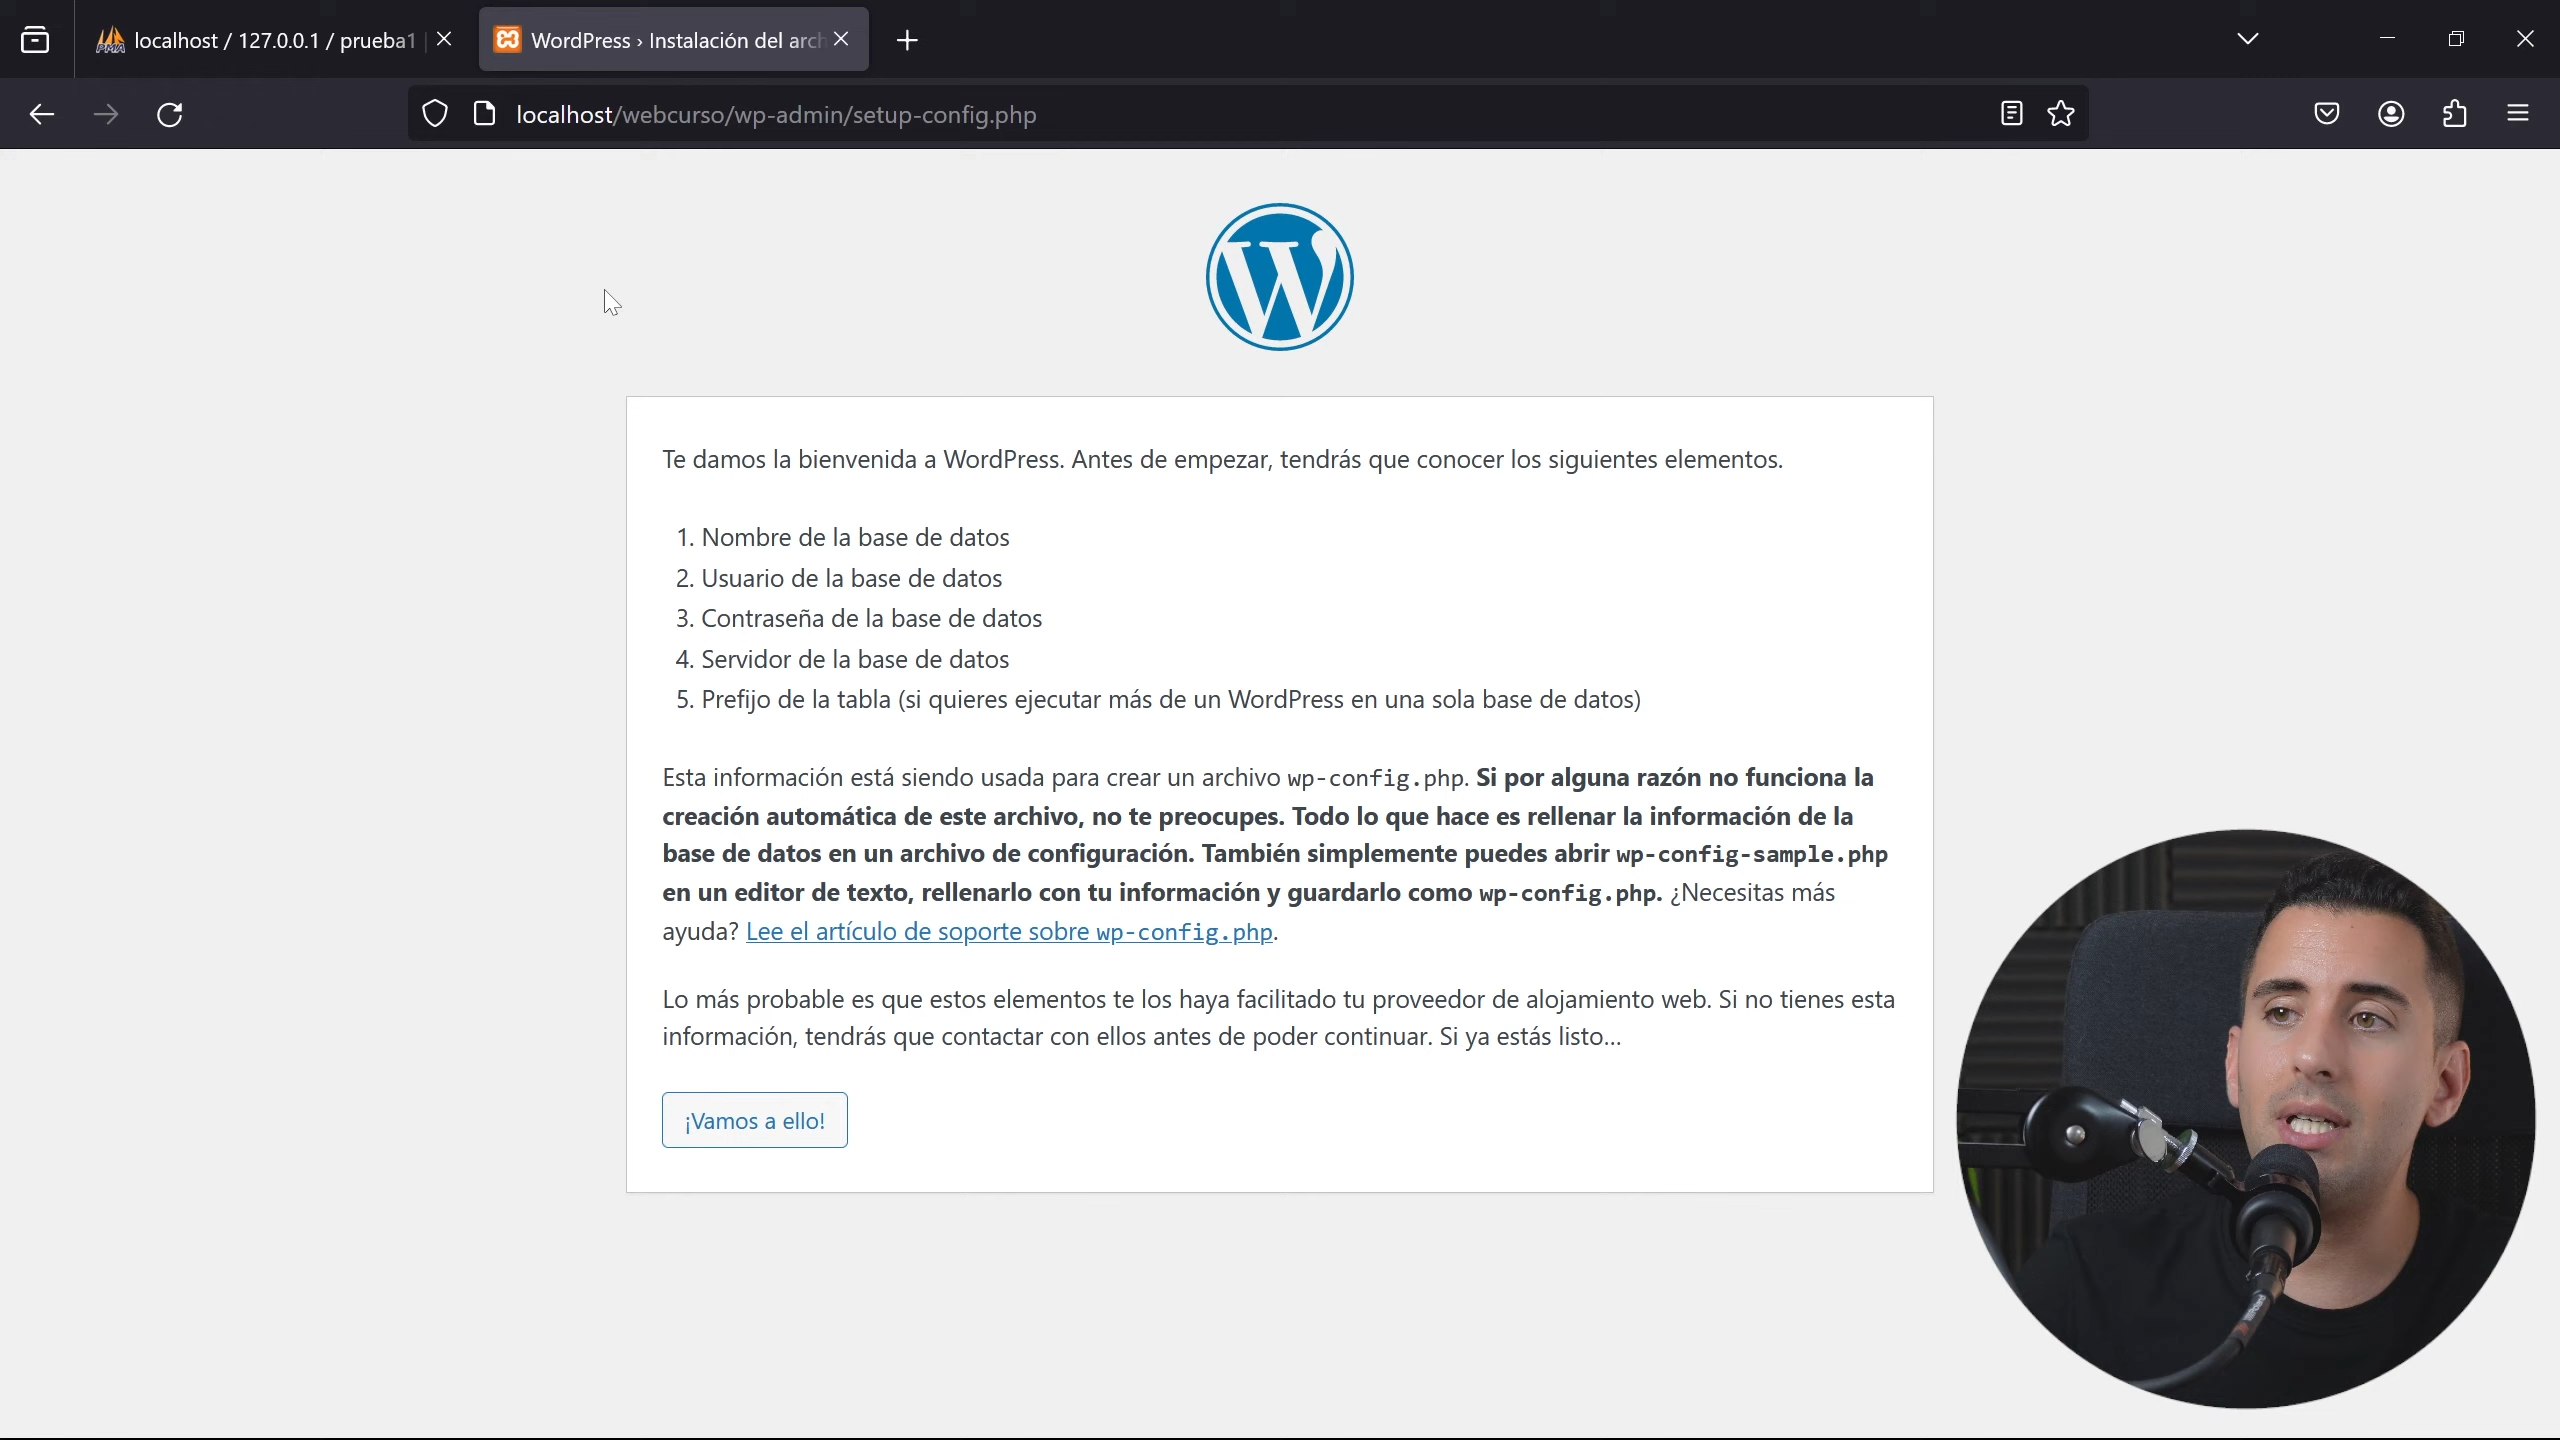 localhost / 127.0.0.1 / prueba1
WordPress › Instalación del arch
localhost/webcurso/wp-admin/setup-config.php
Te damos la bienvenida a WordPress. Antes de empezar, tendrás que conocer los siguientes elementos.
1. Nombre de la base de datos
2. Usuario de la base de datos
3. Contraseña de la base de datos
4. Servidor de la base de datos
5. Prefijo de la tabla (si quieres ejecutar más de un WordPress en una sola base de datos)
Esta información está siendo usada para crear un archivo wp-config.php. Si por alguna razón no funciona la
creación automática de este archivo, no te preocupes. Todo lo que hace es rellenar la información de la
base de datos en un archivo de configuración. También simplemente puedes abrir wp-config-sample.php
en un editor de texto, rellenarlo con tu información y guardarlo como wp-config.php. ¿Necesitas más
ayuda? Lee el artículo de soporte sobre wp-config.php.
Lo más probable es que estos elementos te los haya facilitado tu proveedor de alojamiento web. Si no tienes esta
información, tendrás que contactar con ellos antes de poder continuar. Si ya estás listo...
¡Vamos a ello!